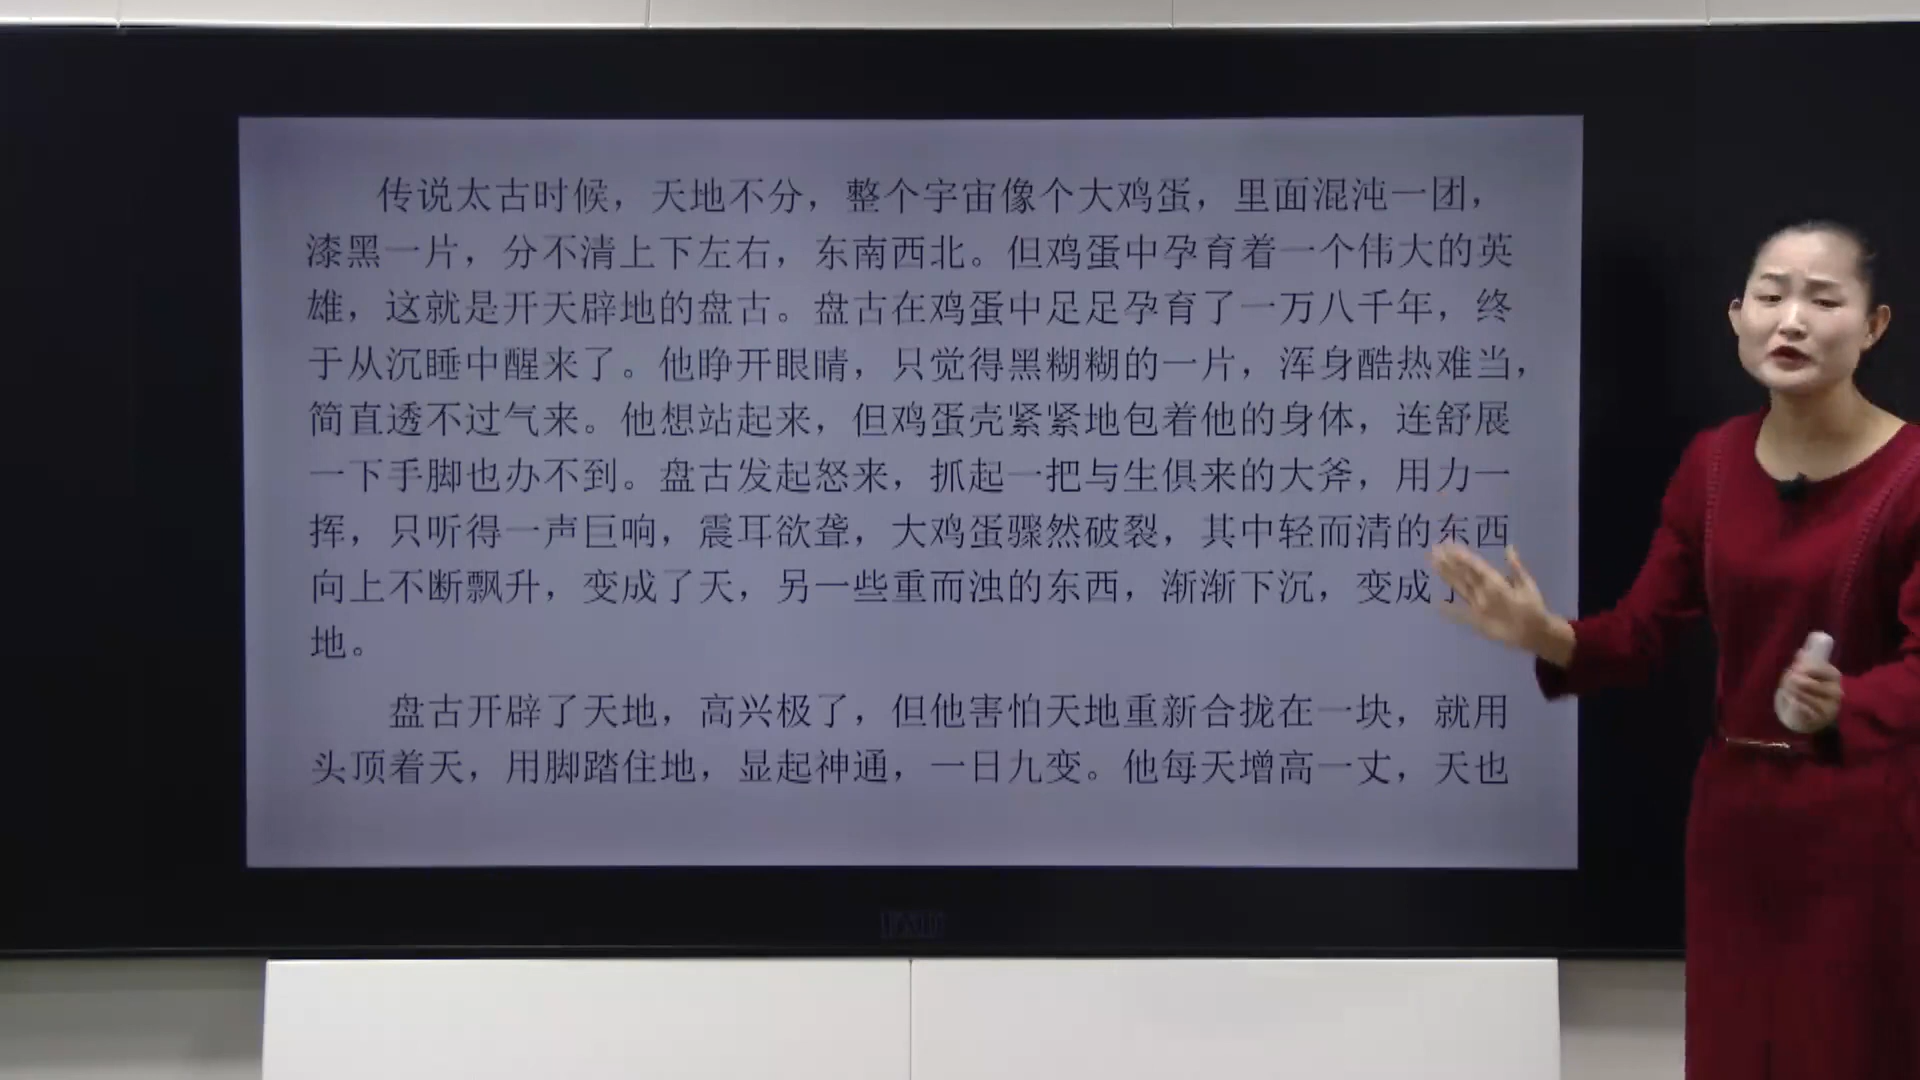 传说太古时候，天地不分，整个宇宙像个大鸡蛋，里面混沌一团，
漆黑一片，分不清上下左右，东南西北。但鸡蛋中孕育着一个伟大的英
雄，这就是开天辟地的盘古。盘古在鸡蛋中足足孕育了一万八千年，终
于从沉睡中醒来了。他睁开眼睛，只觉得黑糊糊的一片，浑身酷热难当，
简直透不过气来。他想站起来，但鸡蛋壳紧紧地包着他的身体，连舒展
一下手脚也办不到。盘古发起怒来，抓起一把与生俱来的大斧，用力一
挥，只听得一声巨响，震耳欲聋，大鸡蛋骤然破裂，其中轻而清的东西
向上不断飘升，变成了天，另一些重而浊的东西，渐渐下沉，变成了
地。
盘古开辟了天地，高兴极了，但他害怕天地重新合拢在一块，就用
头顶着天，用脚踏住地，显起神通，一日九变。他每天增高一丈，天也